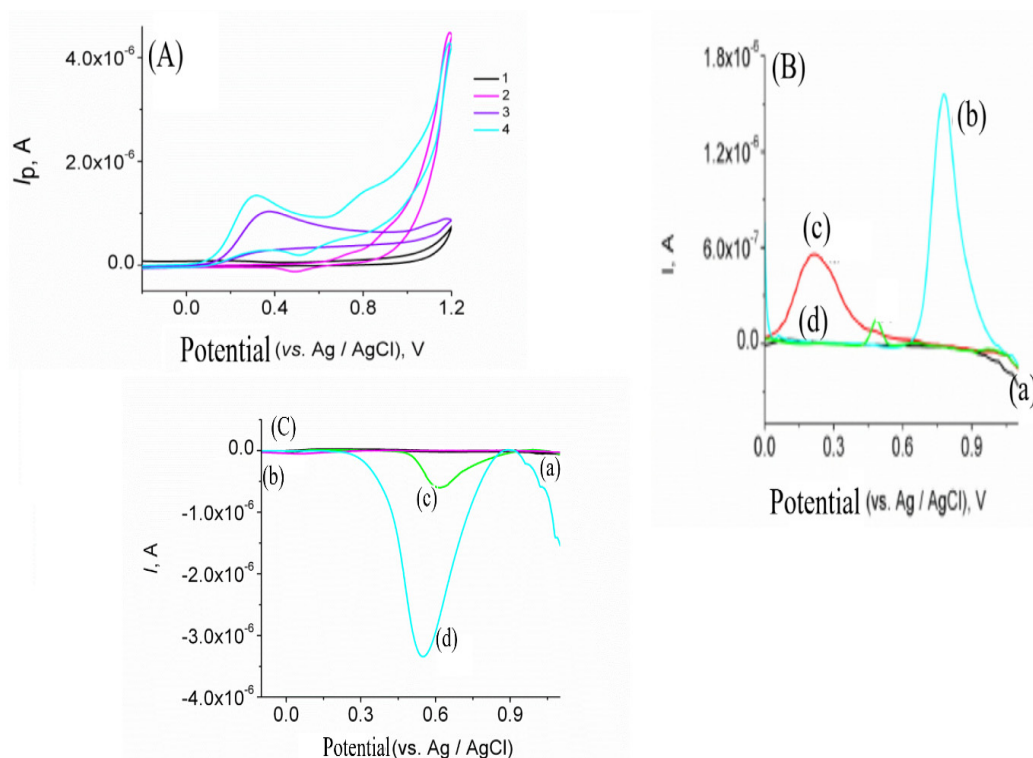 (A)
4.0x10⁻⁶
2.0x10⁻⁶
0.0
Iₚ, A
1
2
3
4
0.0 0.4 0.8 1.2
Potential (vs. Ag / AgCl), V
(B)
1.8x10⁻⁶
1.2x10⁻⁶
6.0x10⁻⁷
0.0
I, A
(b)
(c)
(d)
(a)
0.0 0.3 0.6 0.9
Potential (vs. Ag / AgCl), V
(C)
0.0
-1.0x10⁻⁶
-2.0x10⁻⁶
-3.0x10⁻⁶
-4.0x10⁻⁶
I, A
(b)
(a)
(c)
(d)
0.0 0.3 0.6 0.9
Potential (vs. Ag / AgCl)